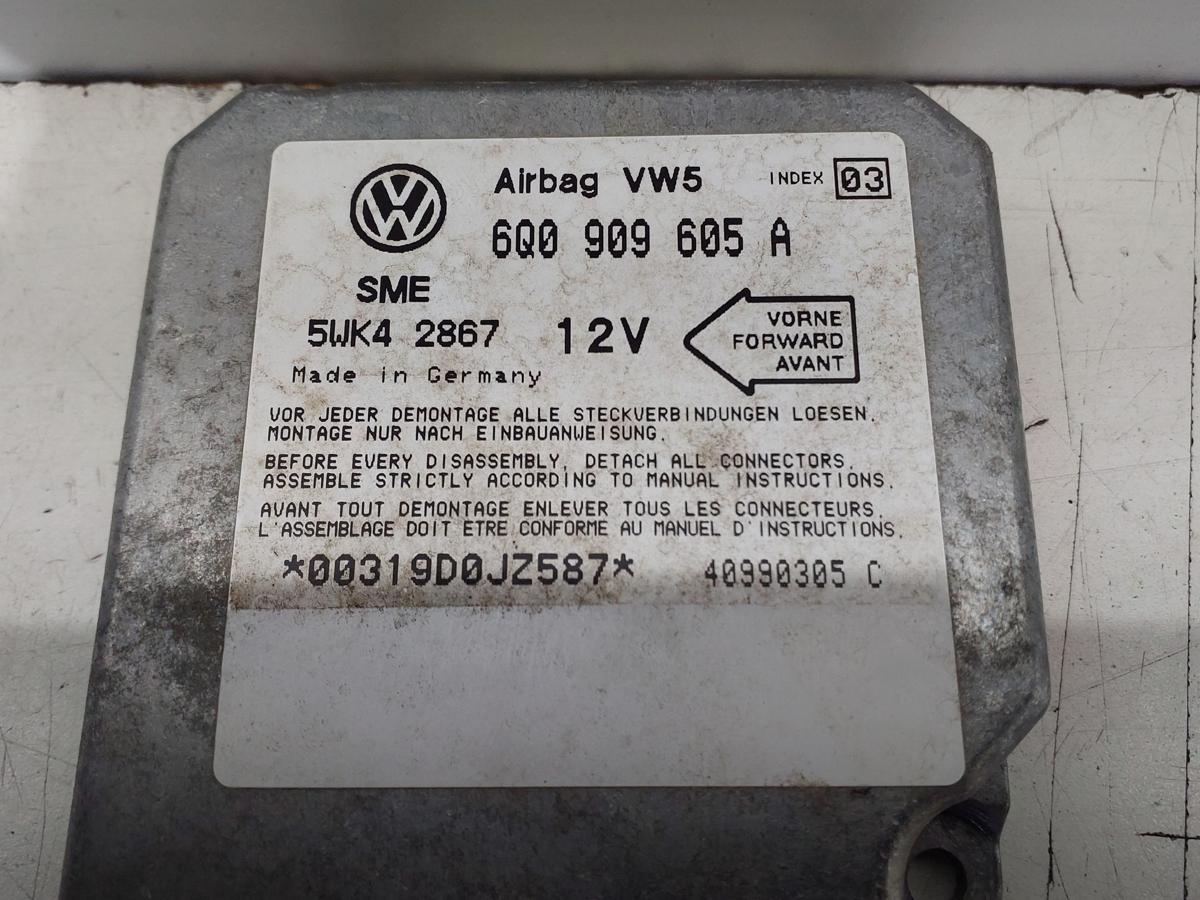 Airbag VW5 INDEX 03
6Q0 909 605 A
SME
5WK4 2867 12V
VORNE
FORWARD
AVANT
Made in Germany
VOR JEDER DEMONTAGE ALLE STECKVERBINDUNGEN LOESEN.
MONTAGE NUR NACH EINBAUANWEISUNG.
BEFORE EVERY DISASSEMBLY, DETACH ALL CONNECTORS.
ASSEMBLE STRICTLY ACCORDING TO MANUAL INSTRUCTIONS.
AVANT TOUT DEMONTAGE ENLEVER TOUS LES CONNECTEURS.
L'ASSEMBLAGE DOIT ETRE CONFORME AU MANUEL D'INSTRUCTIONS.
*00319D0JZ587* 40990305 C